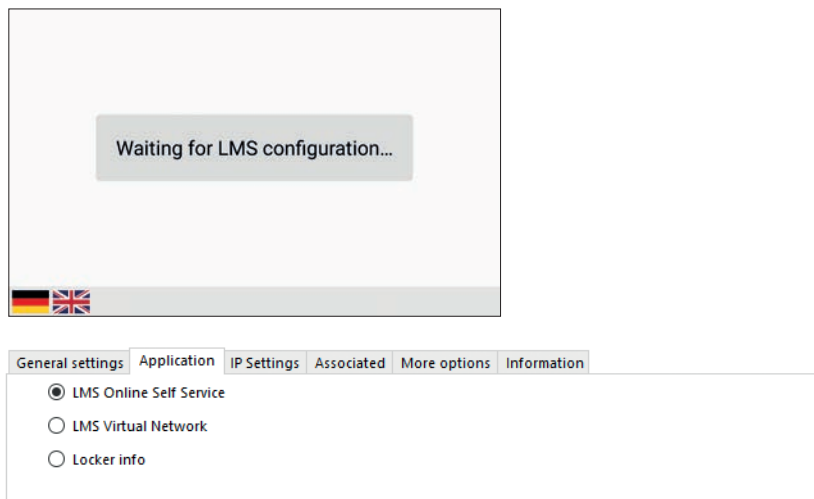 Waiting for LMS configuration...
General settings Application IP Settings Associated More options Information
LMS Online Self Service
LMS Virtual Network
Locker info